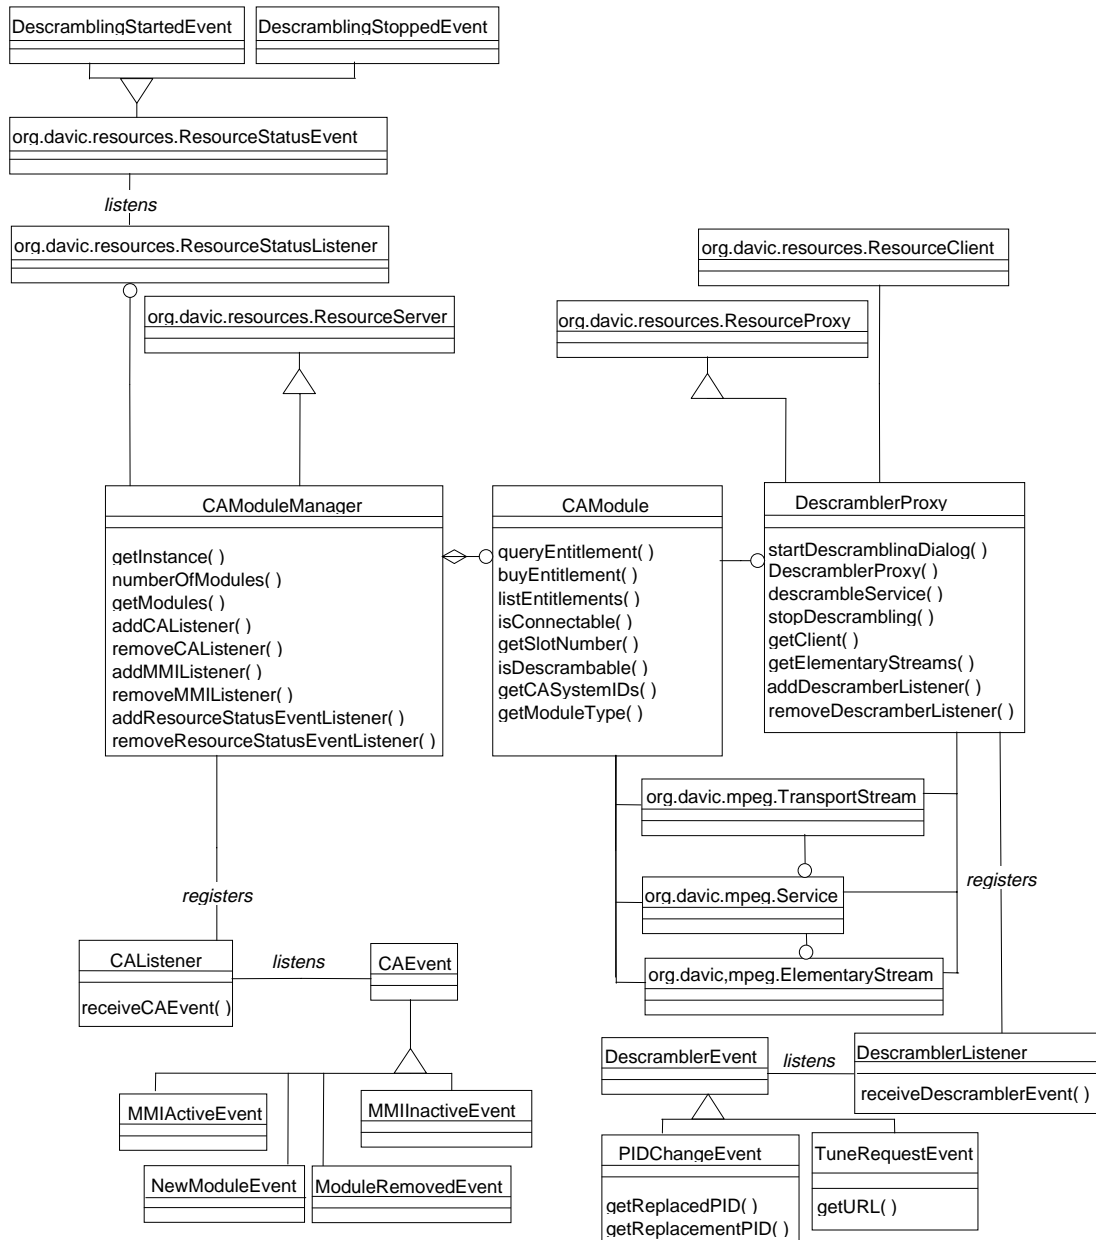 DescramblingStartedEvent
DescramblingStoppedEvent
org.davic.resources.ResourceStatusEvent
listens
org.davic.resources.ResourceStatusListener
org.davic.resources.ResourceClient
org.davic.resources.ResourceServer
org.davic.resources.ResourceProxy
CAModuleManager
getInstance( )
numberOfModules( )
getModules( )
addCAListener( )
removeCAListener( )
addMMIListener( )
removeMMIListener( )
addResourceStatusEventListener( )
removeResourceStatusEventListener( )
CAModule
queryEntitlement( )
buyEntitlement( )
listEntitlements( )
isConnectable( )
getSlotNumber( )
isDescrambable( )
getCASystemIDs( )
getModuleType( )
DescramblerProxy
startDescramblingDialog( )
DescramblerProxy( )
descrambleService( )
stopDescrambling( )
getClient( )
getElementaryStreams( )
addDescramberListener( )
removeDescramberListener( )
org.davic.mpeg.TransportStream
org.davic.mpeg.Service
org.davic,mpeg.ElementaryStream
registers
registers
CAListener
receiveCAEvent( )
listens
CAEvent
MMIActiveEvent
MMIInactiveEvent
NewModuleEvent
ModuleRemovedEvent
DescramblerEvent
listens
DescramblerListener
receiveDescramblerEvent( )
PIDChangeEvent
getReplacedPID( )
getReplacementPID( )
TuneRequestEvent
getURL( )